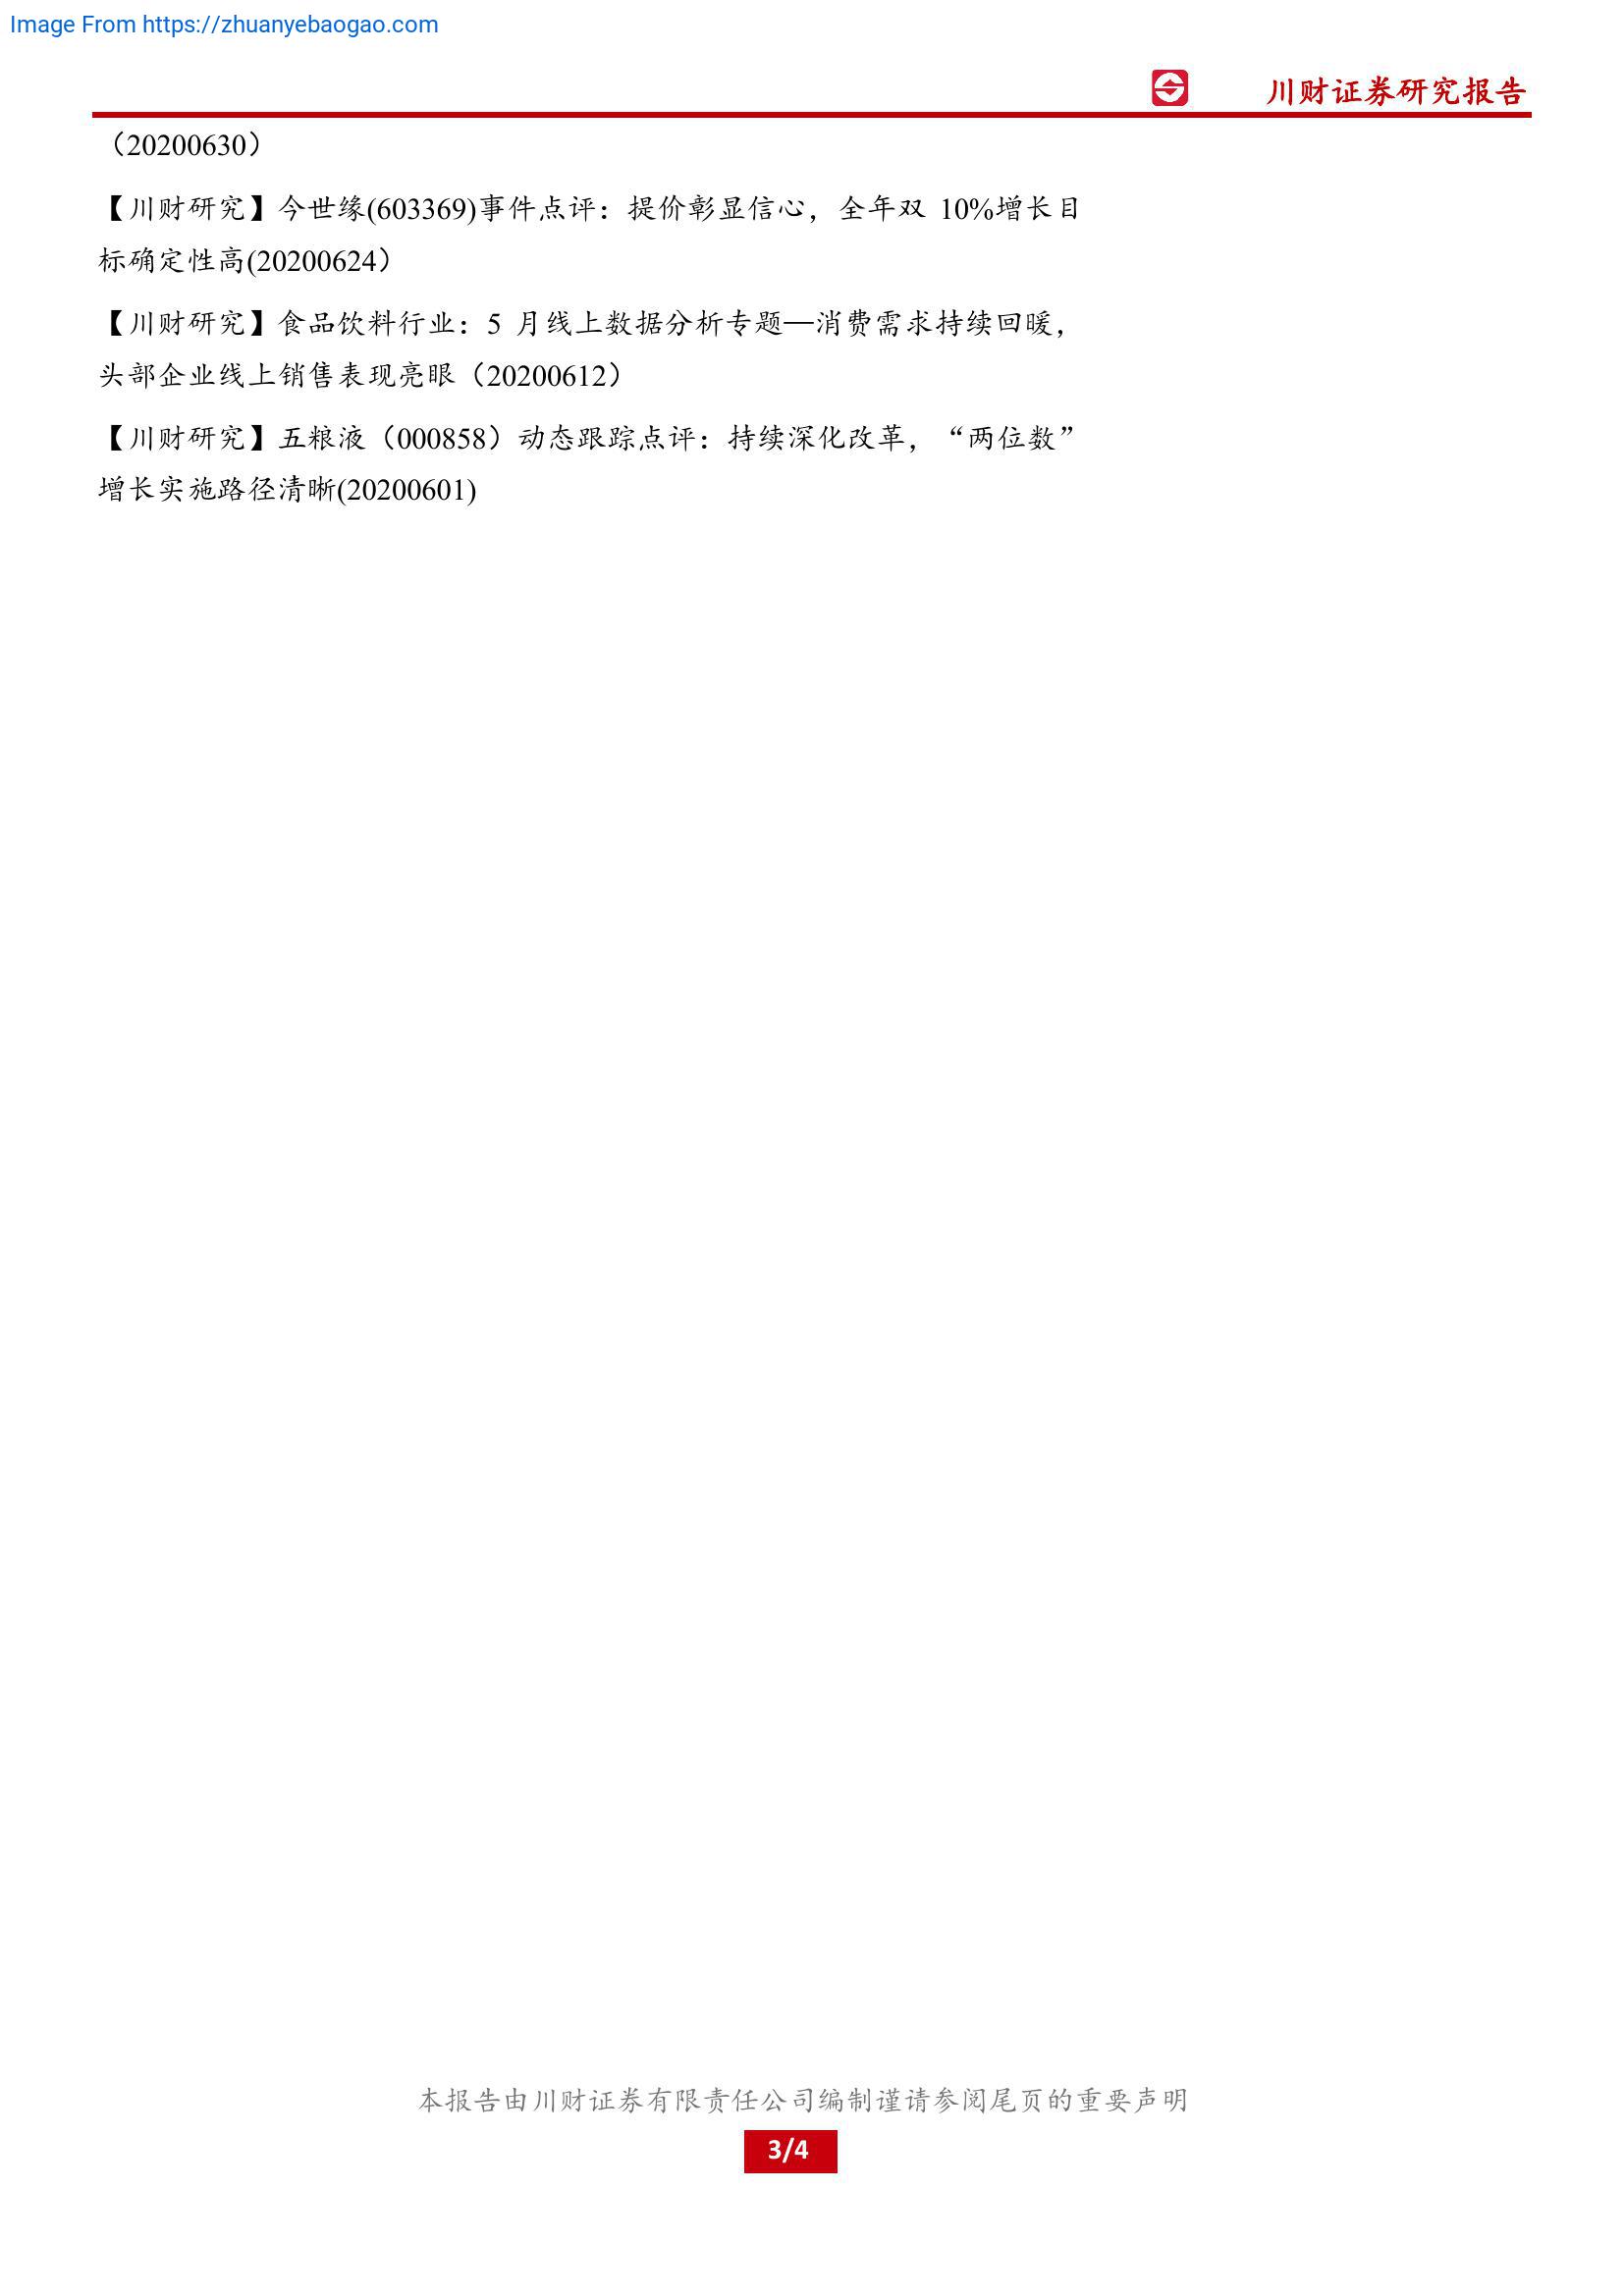 Image From https://zhuanyebaogao.com
川财证券研究报告
（20200630）
【川财研究】今世缘(603369)事件点评：提价彰显信心，全年双 10%增长目
标确定性高(20200624）
【川财研究】食品饮料行业：5 月线上数据分析专题—消费需求持续回暖，
头部企业线上销售表现亮眼（20200612）
【川财研究】五粮液（000858）动态跟踪点评：持续深化改革，“两位数”
增长实施路径清晰(20200601)
本报告由川财证券有限责任公司编制谨请参阅尾页的重要声明
3/4